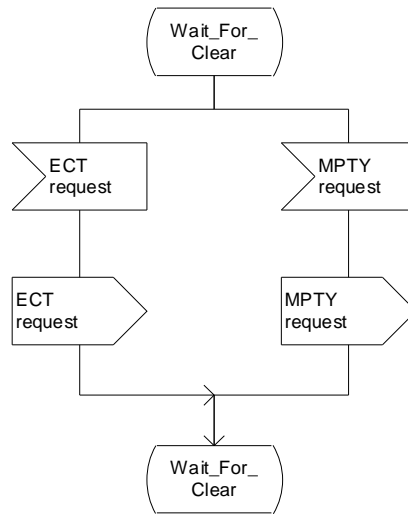 Wait_For_
Clear
ECT
request
MPTY
request
ECT
request
MPTY
request
Wait_For_
Clear